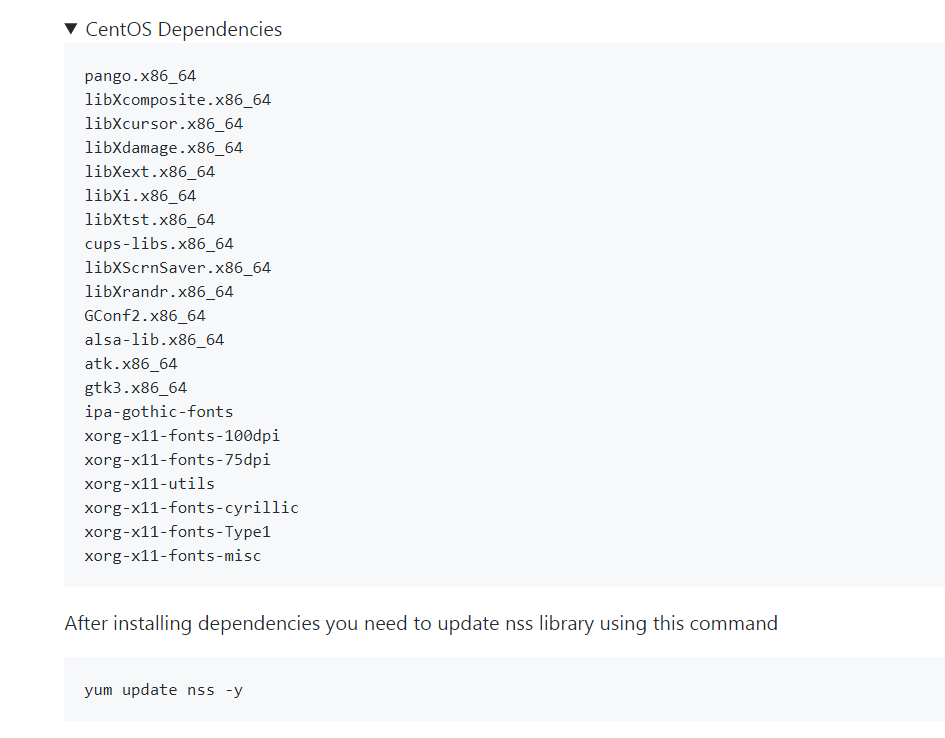 CentOS Dependencies
pango.x86_64
libXcomposite.x86_64
libXcursor.x86_64
libXdamage.x86_64
libXext.x86_64
libXi.x86_64
libXtst.x86_64
cups-libs.x86_64
libXScrnSaver.x86_64
libXrandr.x86_64
GConf2.x86_64
alsa-lib.x86_64
atk.x86_64
gtk3.x86_64
ipa-gothic-fonts
xorg-x11-fonts-100dpi
xorg-x11-fonts-75dpi
xorg-x11-utils
xorg-x11-fonts-cyrillic
xorg-x11-fonts-Type1
xorg-x11-fonts-misc
After installing dependencies you need to update nss library using this command
yum update nss -y